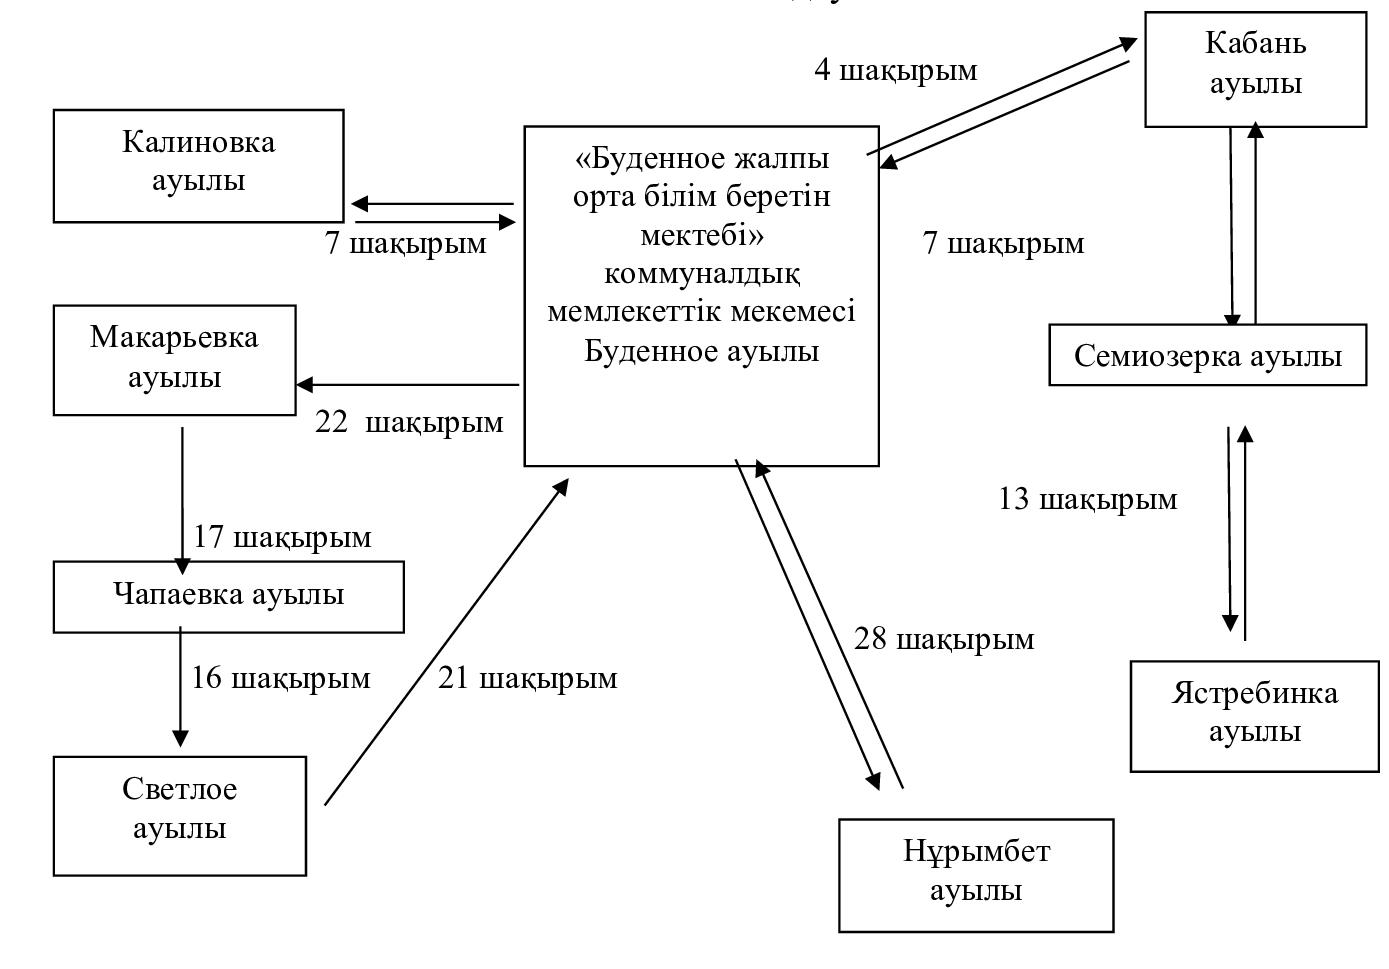 Кабань
ауылы
4 шақырым
Калиновка
ауылы
«Буденное жалпы
орта білім беретін
мектебі»
коммуналдық
мемлекеттік мекемесі
Буденное ауылы
7 шақырым
7 шақырым
Макарьевка
ауылы
Семиозерка ауылы
22 шақырым
13 шақырым
17 шақырым
Чапаевка ауылы
28 шақырым
16 шақырым
21 шақырым
Ястребинка
ауылы
Светлое
ауылы
Нұрымбет
ауылы